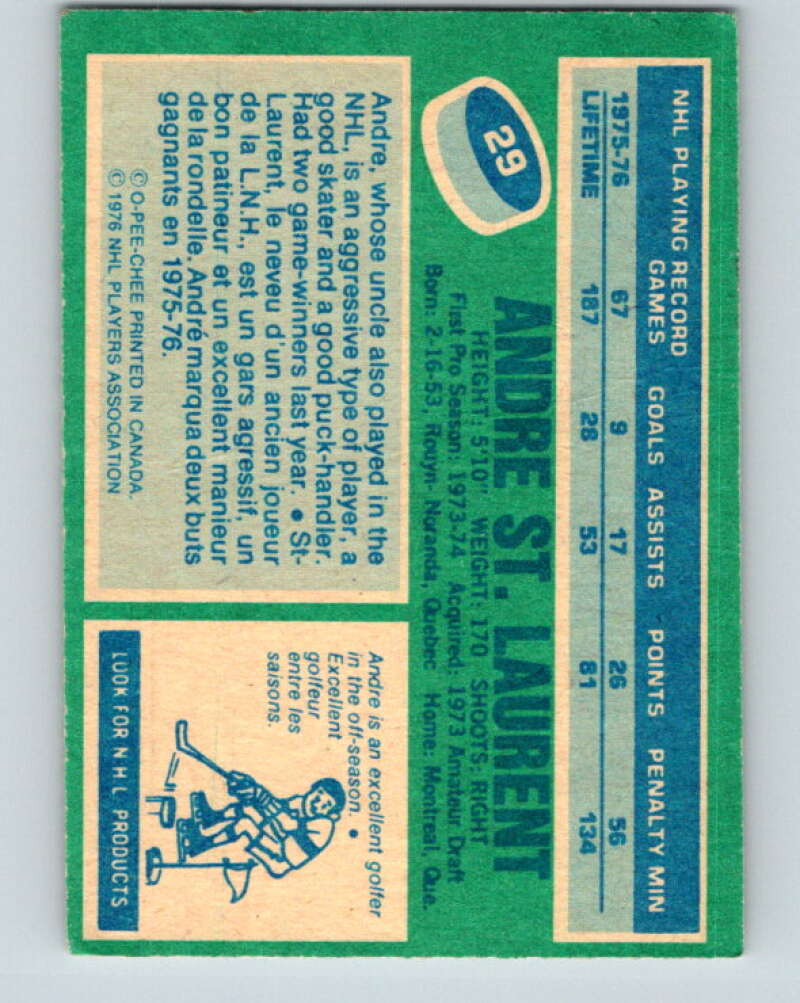 NHL PLAYING RECORD
GAMES GOALS ASSISTS POINTS PENALTY MIN
1975-76 67 9 17 26 56
LIFETIME 187 28 53 81 134
29
ANDRE ST. LAURENT
HEIGHT: 5'10" WEIGHT: 170 SHOOTS: RIGHT
First Pro Season: 1973-74 Acquired: 1973 Amateur Draft
Born: 2-16-53, Rouyn-Noranda, Quebec Home: Montreal, Que.
Andre, whose uncle also played in the
NHL, is an aggressive type of player, a
good skater and a good puck-handler.
Had two game-winners last year. • St-
Laurent, le neveu d'un ancien joueur
de la L.N.H., est un gars agressif, un
bon patineur et un excellent manieur
de la rondelle. André marqua deux buts
gagnants en 1975-76.
© O-PEE-CHEE PRINTED IN CANADA.
© 1976 NHL PLAYERS ASSOCIATION
Andre is an excellent golfer
in the off-season. •
Excellent
golfeur
entre les
saisons.
LOOK FOR NHL PRODUCTS